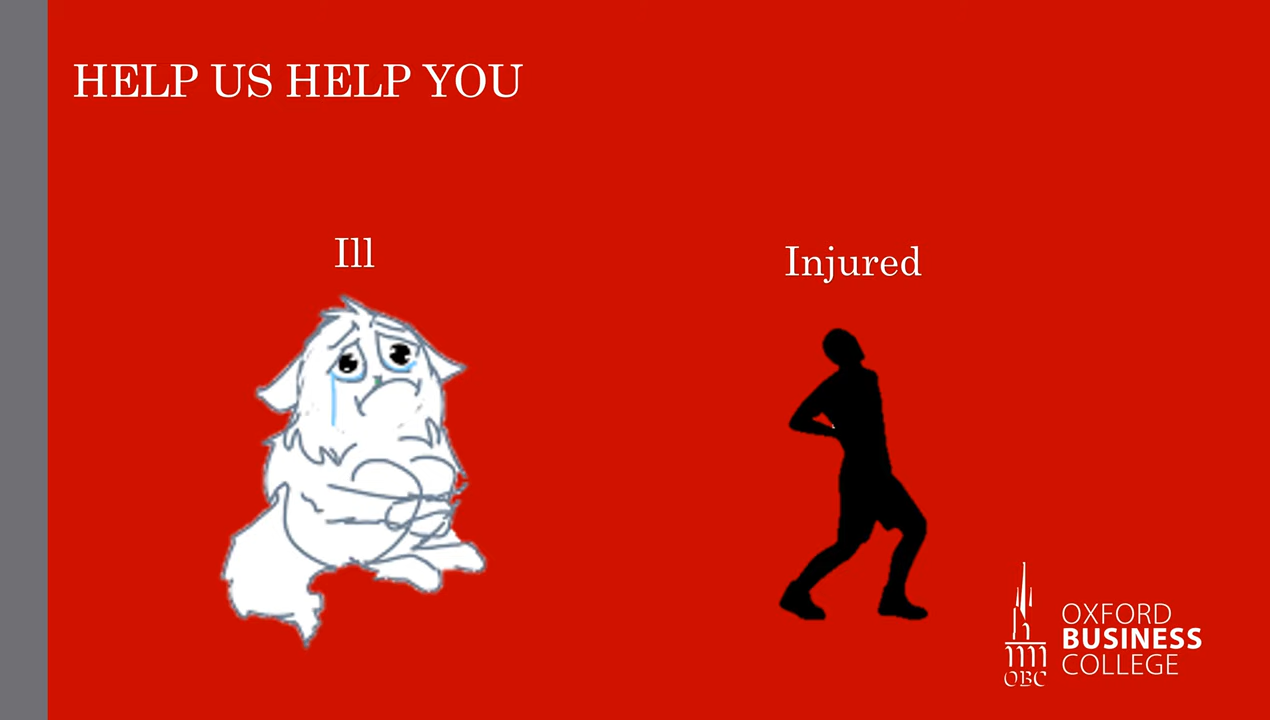 HELP US HELP YOU
Ill
Injured
OXFORD
BUSINESS
COLLEGE
OBC